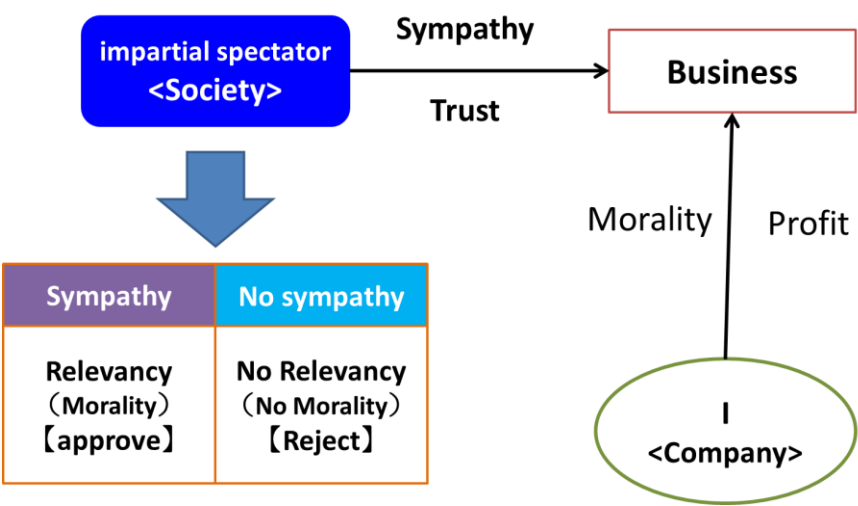 impartial spectator
<Society>
Sympathy
Trust
Business
Morality
Profit
Sympathy
No sympathy
Relevancy
（Morality）
【approve】
No Relevancy
（No Morality）
【Reject】
I
<Company>